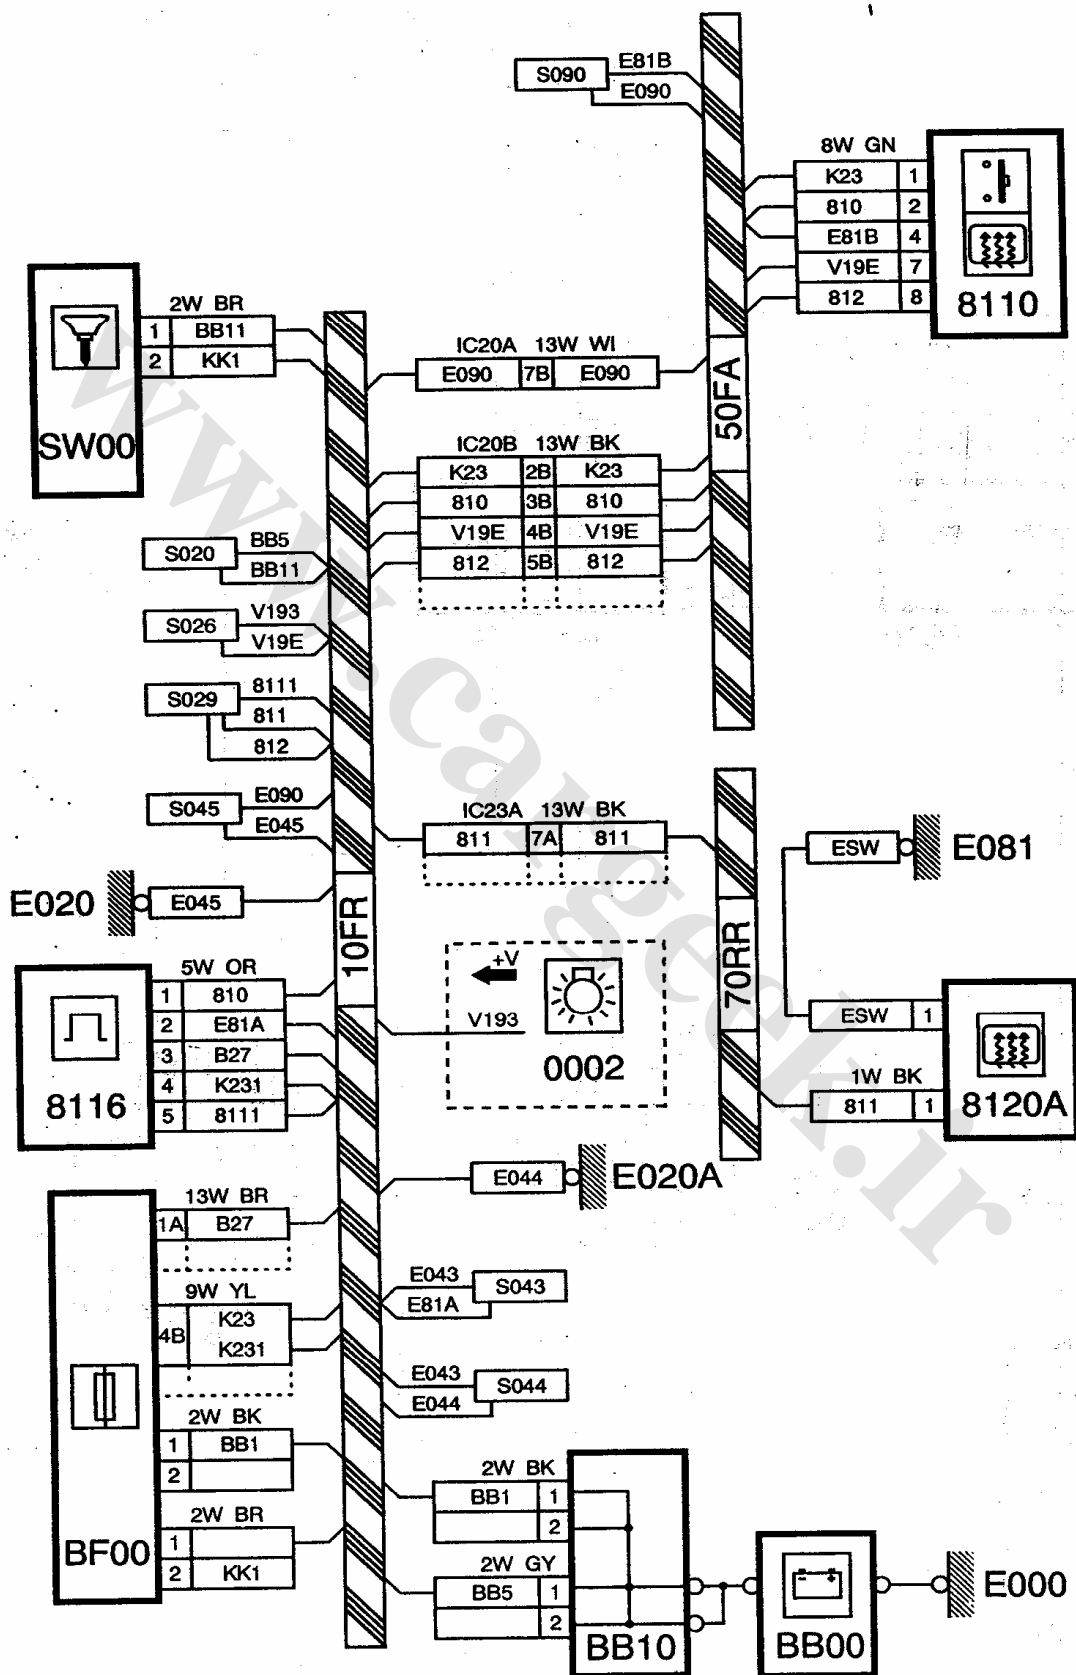 S090
E81B
E090
8W GN
K23 1
810 2
E81B 4
V19E 7
812 8
8110
2W BR
1 BB11
2 KK1
SW00
IC20A 13W WI
E090 7B E090
50FA
IC20B 13W BK
K23 2B K23
810 3B 810
V19E 4B V19E
812 5B 812
S020
BB5
BB11
S026
V193
V19E
S029
8111
811
812
S045
E090
E045
IC23A 13W BK
811 7A 811
ESW
E081
E020
E045
10FR
70RR
5W OR
1 810
2 E81A
3 B27
4 K231
5 8111
8116
+V
V193
0002
ESW 1
1W BK
811 1
8120A
E044
E020A
13W BR
1A B27
9W YL
4B K23
K231
E043
E81A
S043
E043
E044
S044
2W BK
1 BB1
2
2W BR
1
2 KK1
BF00
2W BK
BB1 1
2
2W GY
BB5 1
2
BB10
- +
BB00
E000
www.cargeek.ir